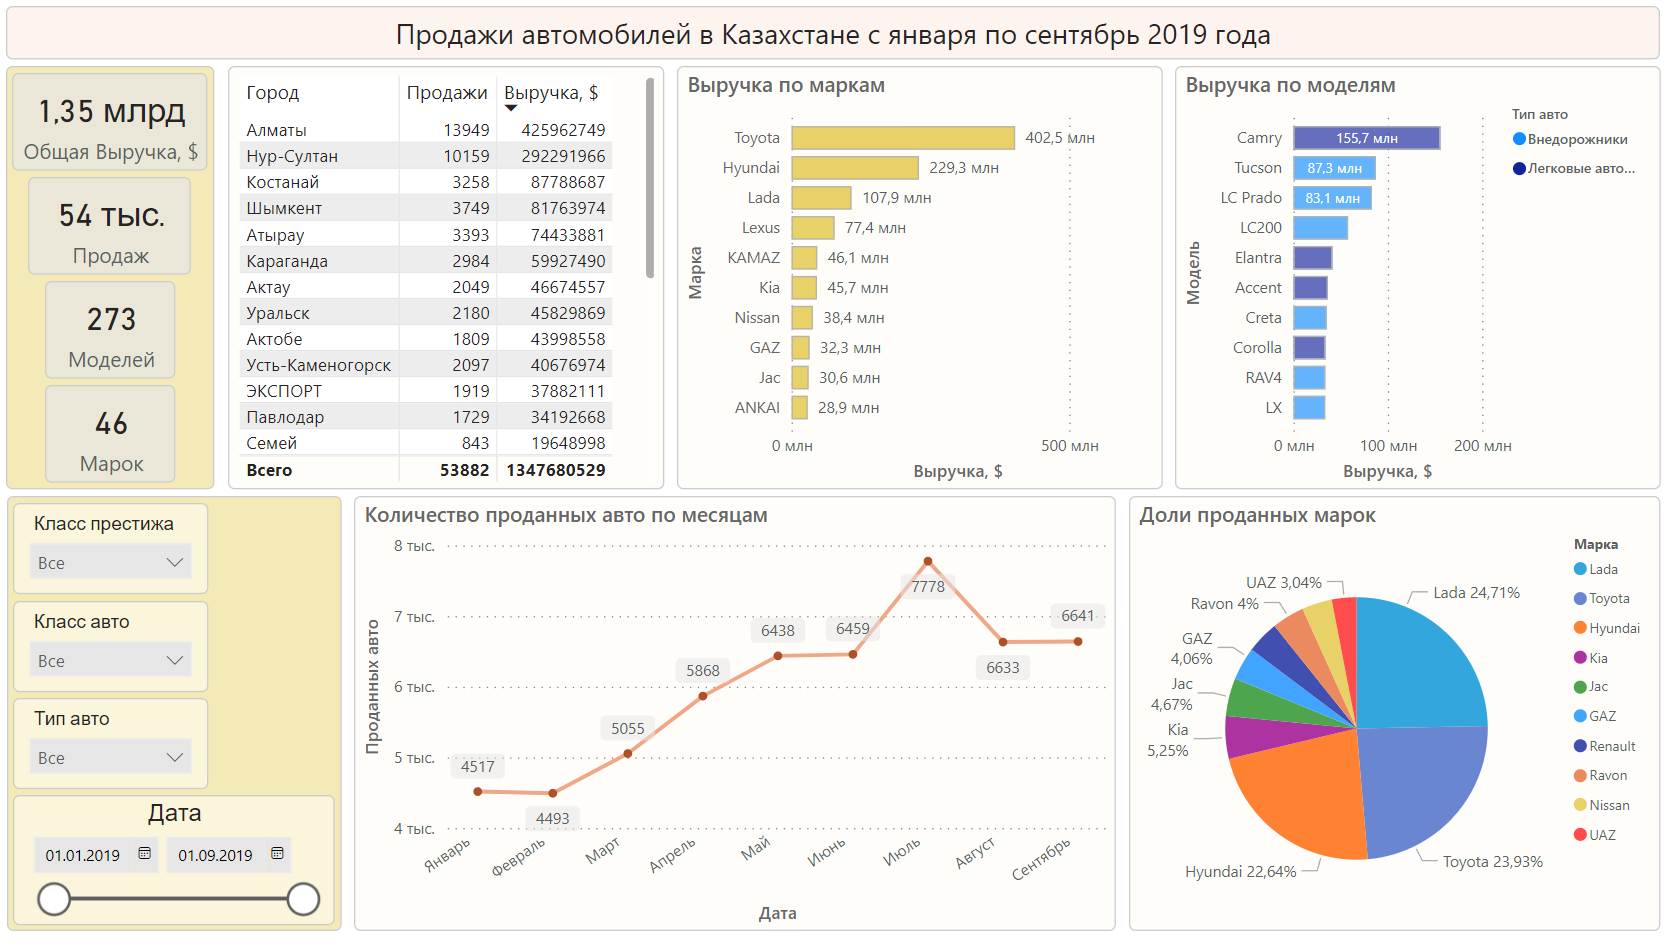 Продажи автомобилей в Казахстане с января по сентябрь 2019 года
1,35 млрд
Общая Выручка, $
54 тыс.
Продаж
273
Моделей
46
Марок
Город Продажи Выручка, $
Алматы 13949 425962749
Нур-Султан 10159 292291966
Костанай 3258 87788687
Шымкент 3749 81763974
Атырау 3393 74433881
Караганда 2984 59927490
Актау 2049 46674557
Уральск 2180 45829869
Актобе 1809 43998558
Усть-Каменогорск 2097 40676974
ЭКСПОРТ 1919 37882111
Павлодар 1729 34192668
Семей 843 19648998
Всего 53882 1347680529
Выручка по маркам
Марка
Toyota 402,5 млн
Hyundai 229,3 млн
Lada 107,9 млн
Lexus 77,4 млн
KAMAZ 46,1 млн
Kia 45,7 млн
Nissan 38,4 млн
GAZ 32,3 млн
Jac 30,6 млн
ANKAI 28,9 млн
0 млн 500 млн
Выручка, $
Выручка по моделям
Тип авто
Внедорожники
Легковые авто...
Модель
Camry 155,7 млн
Tucson 87,3 млн
LC Prado 83,1 млн
LC200
Elantra
Accent
Creta
Corolla
RAV4
LX
0 млн 100 млн 200 млн
Выручка, $
Класс престижа
Все
Класс авто
Все
Тип авто
Все
Дата
01.01.2019 01.09.2019
Количество проданных авто по месяцам
Проданных авто
8 тыс.
7 тыс.
6 тыс.
5 тыс.
4 тыс.
4517
4493
5055
5868
6438
6459
7778
6633
6641
Январь
Февраль
Март
Апрель
Май
Июнь
Июль
Август
Сентябрь
Дата
Доли проданных марок
Lada 24,71%
Toyota 23,93%
Hyundai 22,64%
Kia
5,25%
Jac
4,67%
GAZ
4,06%
Ravon 4%
UAZ 3,04%
Марка
Lada
Toyota
Hyundai
Kia
Jac
GAZ
Renault
Ravon
Nissan
UAZ